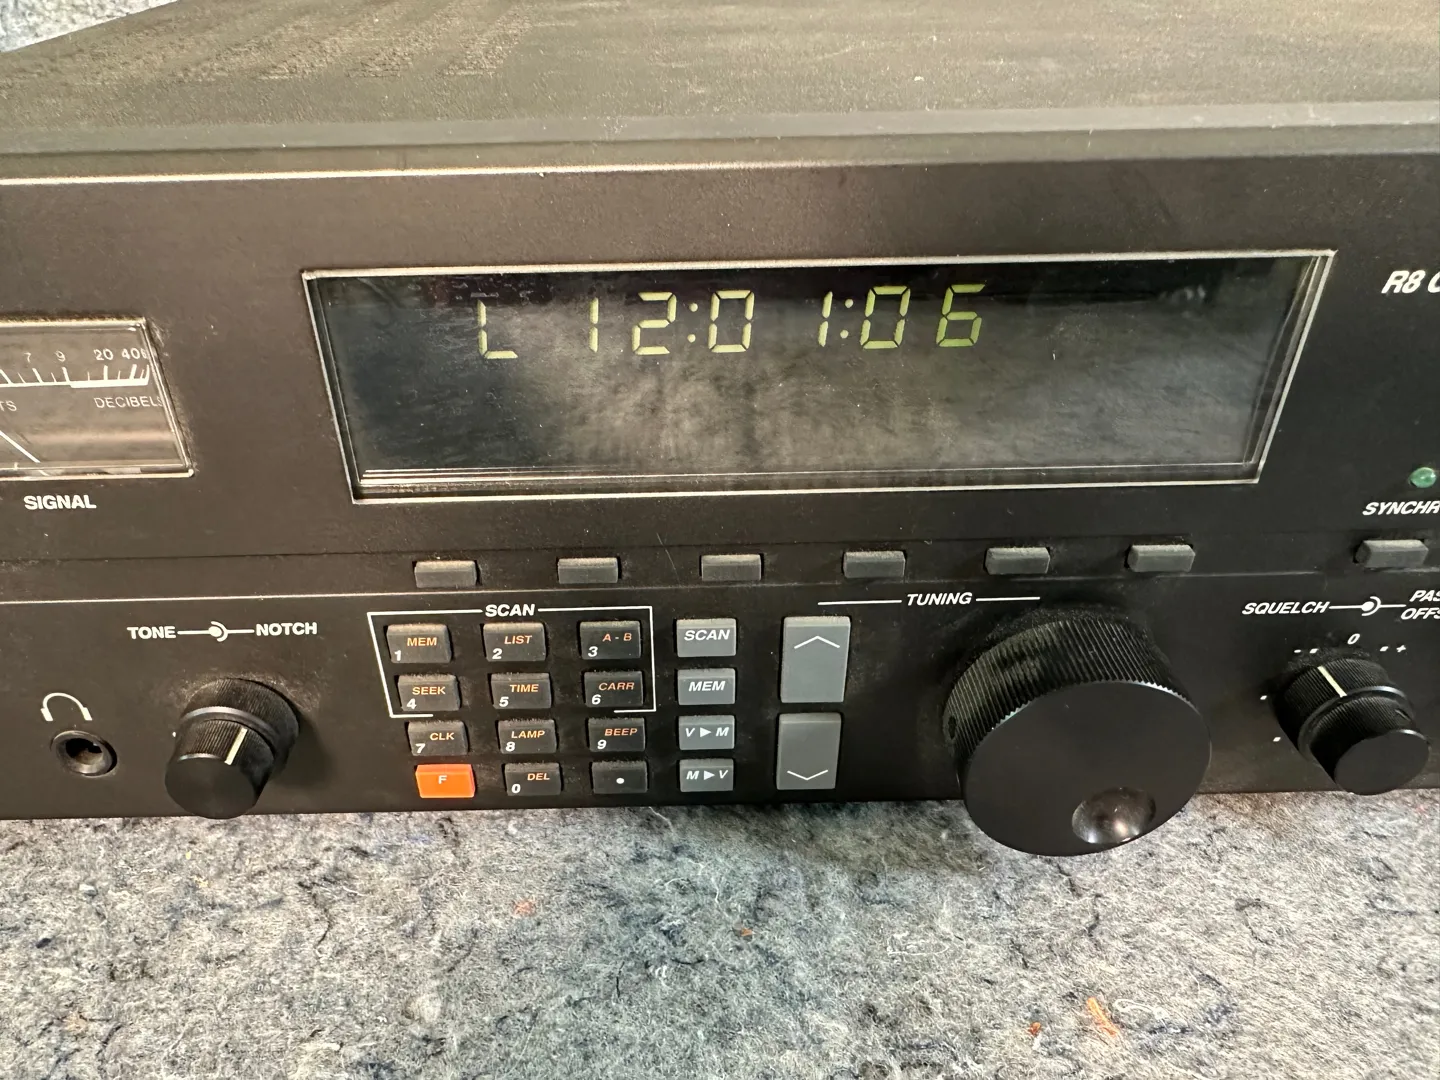 R8
L 12:01:06
7 9 20 40
DECIBELS
SIGNAL
SYNCHR
TONE NOTCH
SCAN
TUNING
SQUELCH PAS
OFFS
0
- +
MEM 1
LIST 2
A - B 3
SCAN
SEEK 4
TIME 5
CARR 6
MEM
CLK 7
LAMP 8
BEEP 9
V ▶ M
F
DEL 0
•
M ▶ V